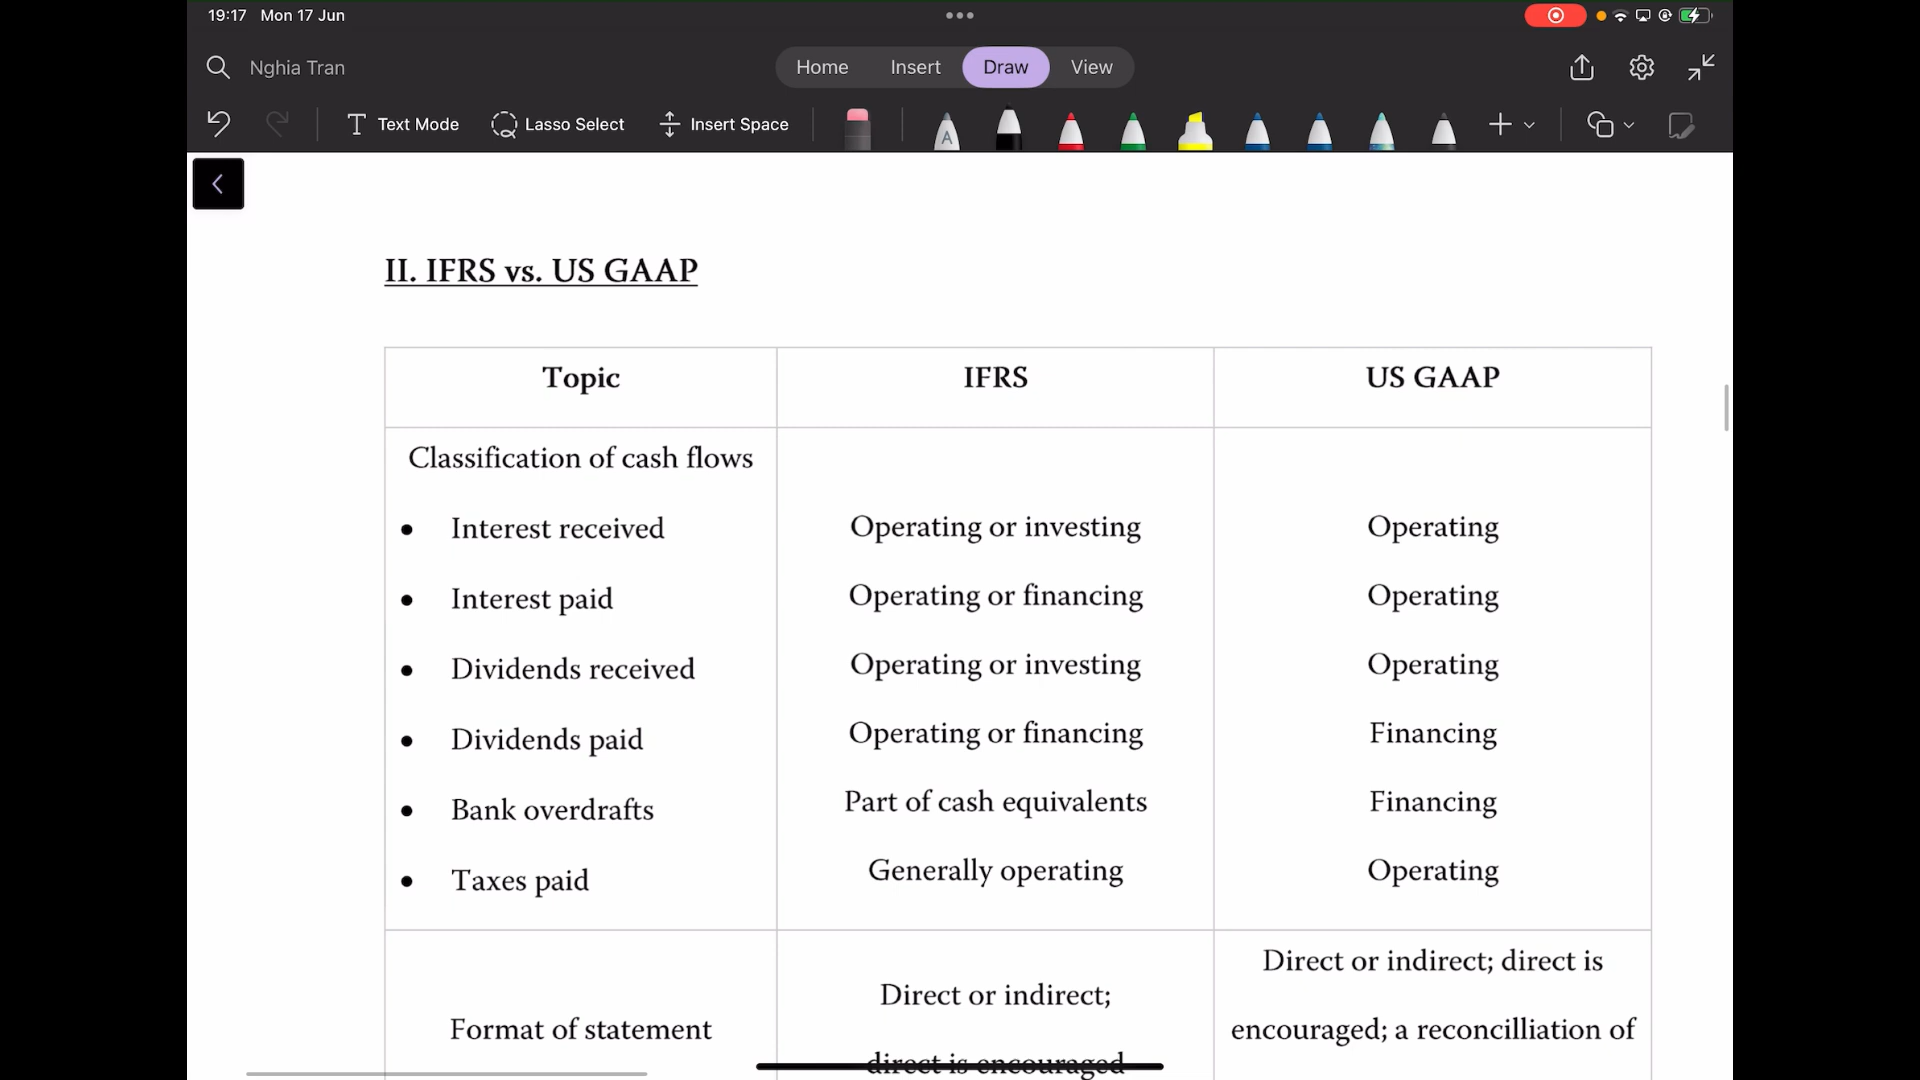 19:17 Mon 17 Jun
Nghia Tran
Home Insert Draw View
Text Mode Lasso Select Insert Space
A
II. IFRS vs. US GAAP
Topic IFRS US GAAP
Classification of cash flows
• Interest received Operating or investing Operating
• Interest paid Operating or financing Operating
• Dividends received Operating or investing Operating
• Dividends paid Operating or financing Financing
• Bank overdrafts Part of cash equivalents Financing
• Taxes paid Generally operating Operating
Direct or indirect; direct is
Direct or indirect;
Format of statement encouraged; a reconcilliation of
direct is encouraged